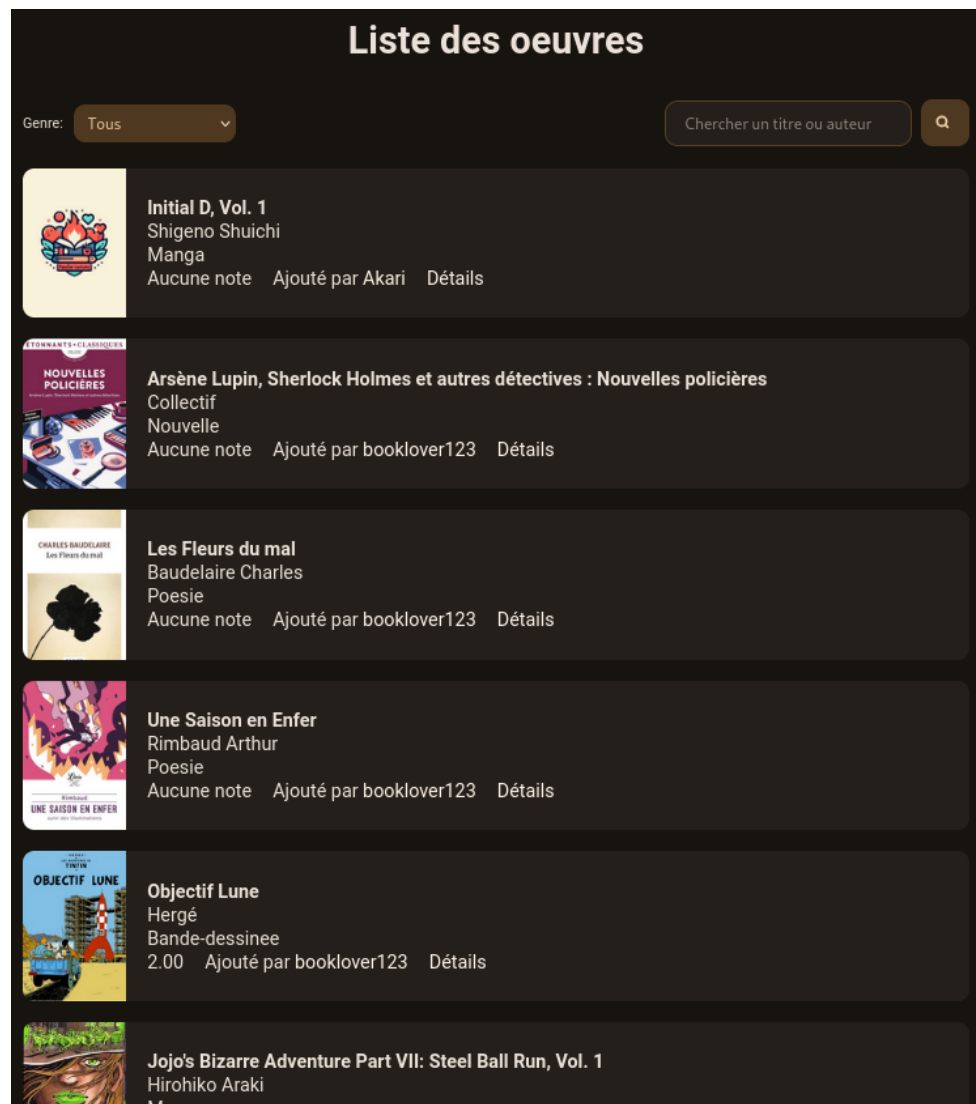 Liste des oeuvres
Genre: Tous
Chercher un titre ou auteur
Initial D, Vol. 1
Shigeno Shuichi
Manga
Aucune note Ajouté par Akari Détails
ÉTONNANTS•CLASSIQUES
NOUVELLES
POLICIÈRES
Arsène Lupin, Sherlock Holmes et autres détectives : Nouvelles policières
Collectif
Nouvelle
Aucune note Ajouté par booklover123 Détails
CHARLES BAUDELAIRE
Les Fleurs du mal
Les Fleurs du mal
Baudelaire Charles
Poesie
Aucune note Ajouté par booklover123 Détails
Rimbaud
UNE SAISON EN ENFER
Une Saison en Enfer
Rimbaud Arthur
Poesie
Aucune note Ajouté par booklover123 Détails
TINTIN
OBJECTIF LUNE
Objectif Lune
Hergé
Bande-dessinee
2.00 Ajouté par booklover123 Détails
Jojo's Bizarre Adventure Part VII: Steel Ball Run, Vol. 1
Hirohiko Araki